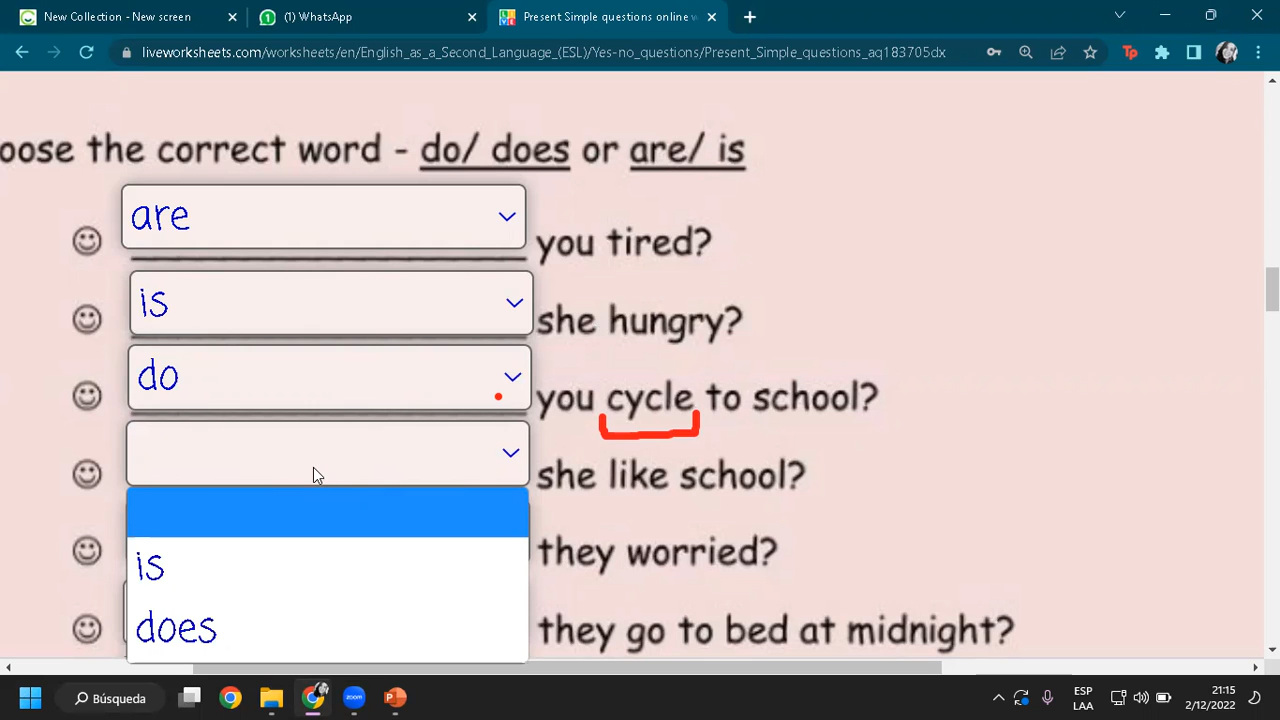 New Collection - New screen
(1) WhatsApp
Present Simple questions online w
liveworksheets.com/worksheets/en/English_as_a_Second_Language_(ESL)/Yes-no_questions/Present_Simple_questions_aq183705dx
oose the correct word - do/ does or are/ is
are you tired?
is she hungry?
do you cycle to school?
she like school?
is
they worried?
does
they go to bed at midnight?
Búsqueda
zoom
ESP
LAA
21:15
2/12/2022